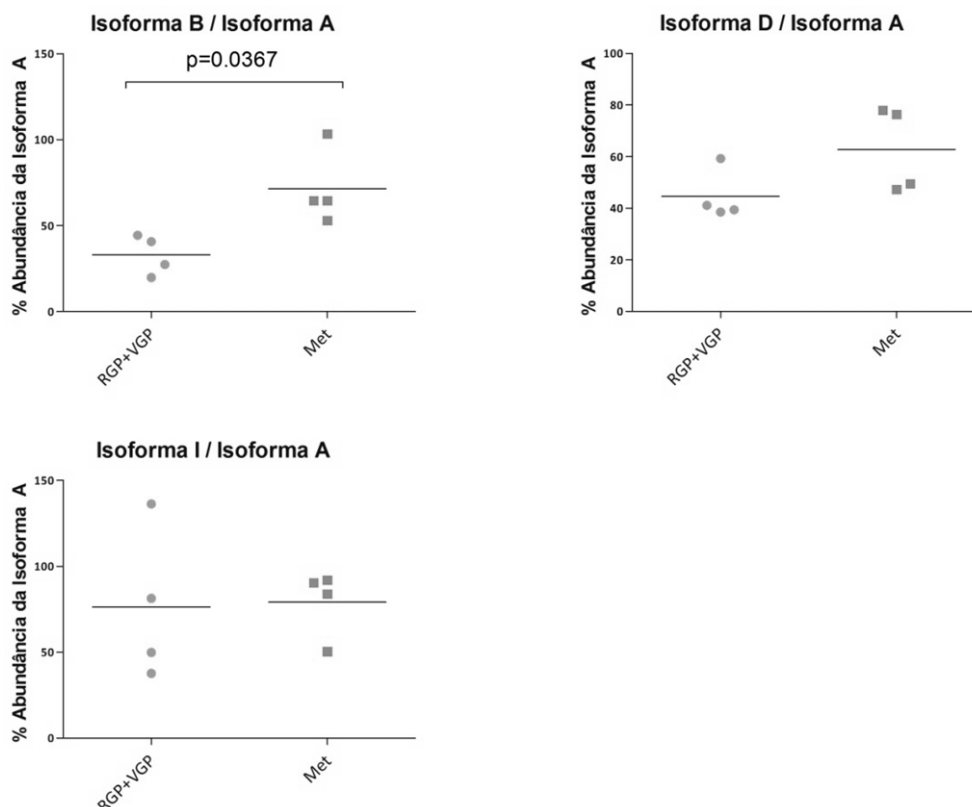 Isoforma B / Isoforma A
% Abundância da Isoforma A
150
100
50
0
p=0.0367
RGP+VGP
Met
Isoforma D / Isoforma A
% Abundância da Isoforma A
100
80
60
40
20
0
RGP+VGP
Met
Isoforma I / Isoforma A
% Abundância da Isoforma A
150
100
50
0
RGP+VGP
Met